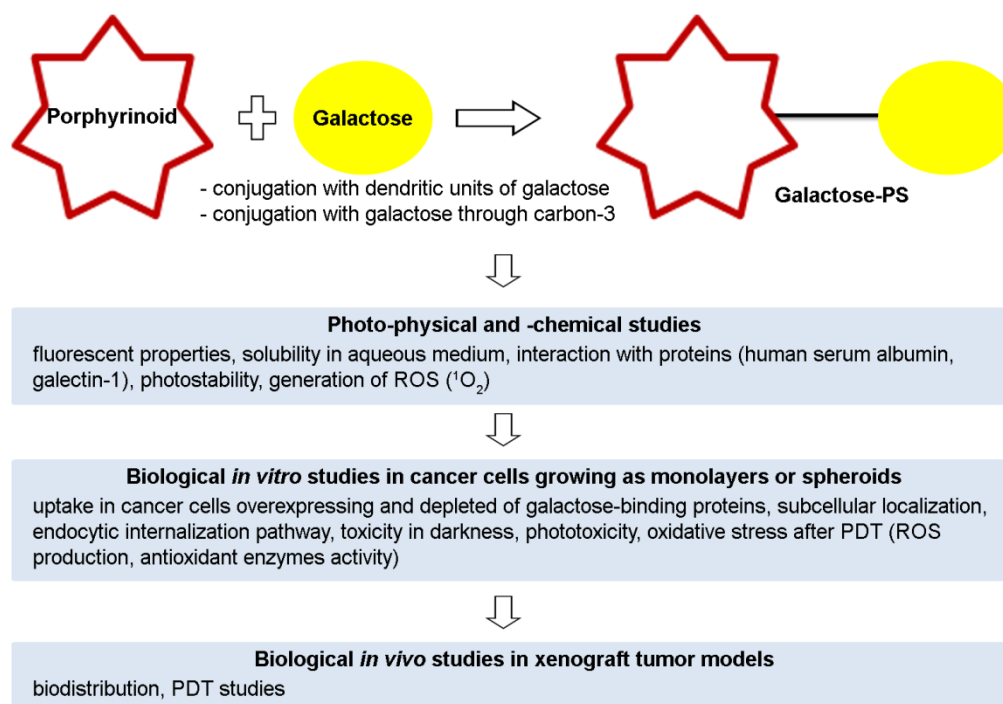 Porphyrinoid
Galactose
- conjugation with dendritic units of galactose
- conjugation with galactose through carbon-3
Galactose-PS
Photo-physical and -chemical studies
fluorescent properties, solubility in aqueous medium, interaction with proteins (human serum albumin,
galectin-1), photostability, generation of ROS (¹O₂)
Biological in vitro studies in cancer cells growing as monolayers or spheroids
uptake in cancer cells overexpressing and depleted of galactose-binding proteins, subcellular localization,
endocytic internalization pathway, toxicity in darkness, phototoxicity, oxidative stress after PDT (ROS
production, antioxidant enzymes activity)
Biological in vivo studies in xenograft tumor models
biodistribution, PDT studies